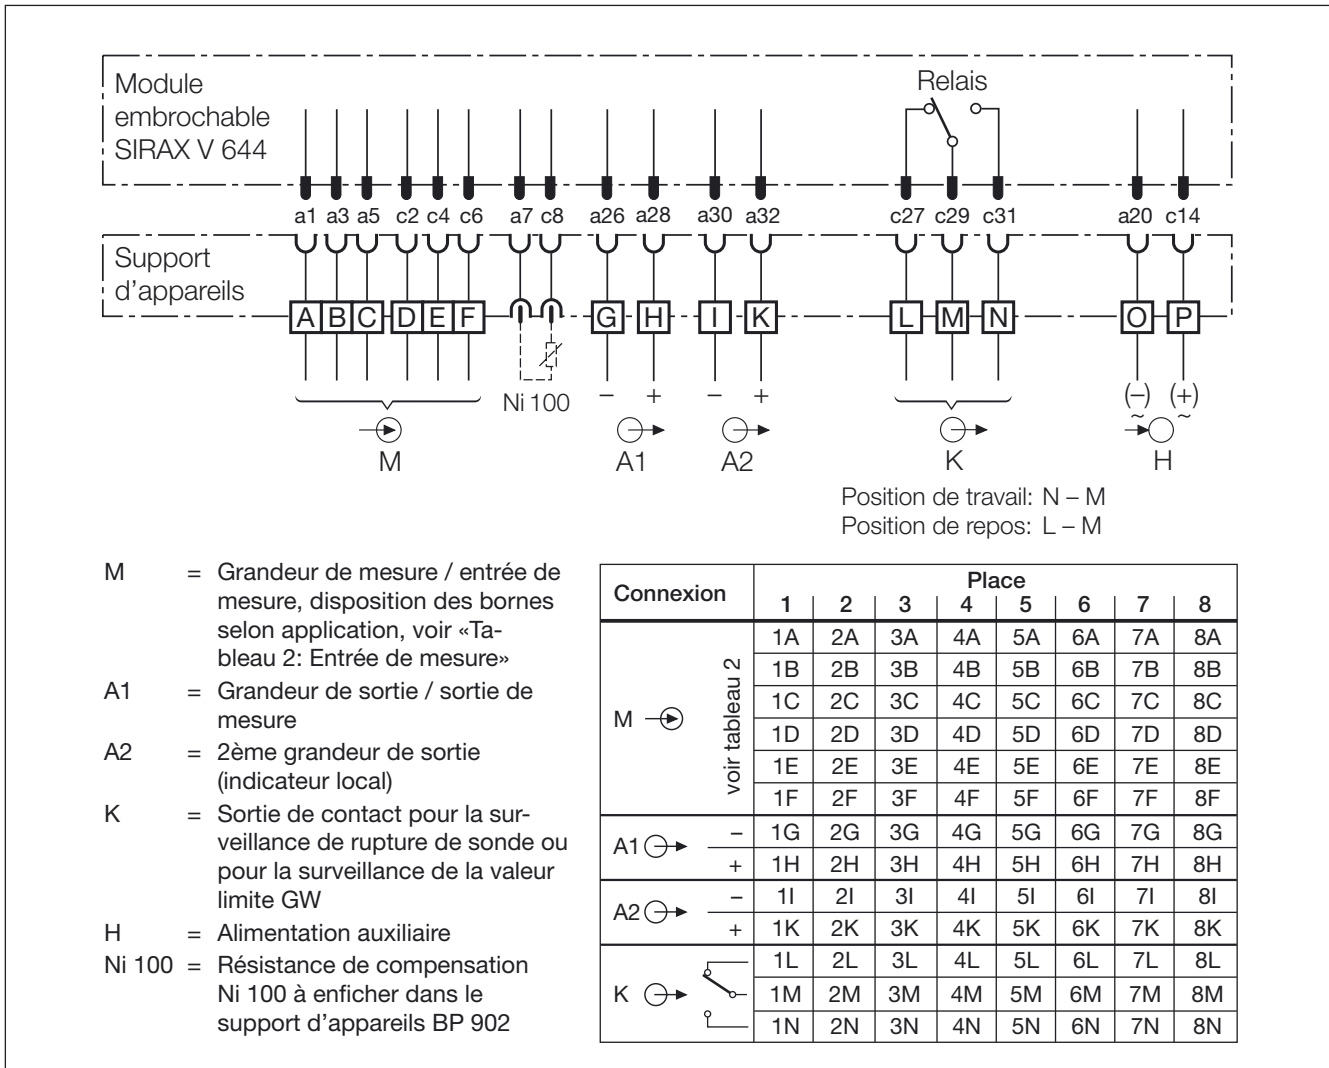 Module
embrochable
SIRAX V 644
Relais
a1 a3 a5 c2 c4 c6 a7 c8 a26 a28 a30 a32 c27 c29 c31 a20 c14
Support
d'appareils
A B C D E F G H I K L M N O P
Ni 100
– + – + (–) (+)
~ ~
M A1 A2 K H
Position de travail: N – M
Position de repos: L – M
M = Grandeur de mesure / entrée de
mesure, disposition des bornes
selon application, voir «Ta-
bleau 2: Entrée de mesure»
A1 = Grandeur de sortie / sortie de
mesure
A2 = 2ème grandeur de sortie
(indicateur local)
K = Sortie de contact pour la sur-
veillance de rupture de sonde ou
pour la surveillance de la valeur
limite GW
H = Alimentation auxiliaire
Ni 100 = Résistance de compensation
Ni 100 à enficher dans le
support d'appareils BP 902
Connexion Place
1 2 3 4 5 6 7 8
M voir tableau 2
1A 2A 3A 4A 5A 6A 7A 8A
1B 2B 3B 4B 5B 6B 7B 8B
1C 2C 3C 4C 5C 6C 7C 8C
1D 2D 3D 4D 5D 6D 7D 8D
1E 2E 3E 4E 5E 6E 7E 8E
1F 2F 3F 4F 5F 6F 7F 8F
A1 – 1G 2G 3G 4G 5G 6G 7G 8G
+ 1H 2H 3H 4H 5H 6H 7H 8H
A2 – 1I 2I 3I 4I 5I 6I 7I 8I
+ 1K 2K 3K 4K 5K 6K 7K 8K
K 1L 2L 3L 4L 5L 6L 7L 8L
1M 2M 3M 4M 5M 6M 7M 8M
1N 2N 3N 4N 5N 6N 7N 8N